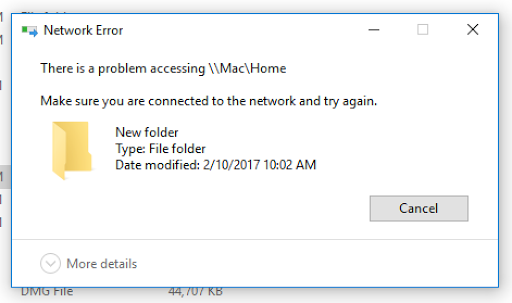 Network Error
There is a problem accessing \\Mac\Home
Make sure you are connected to the network and try again.
New folder
Type: File folder
Date modified: 2/10/2017 10:02 AM
Cancel
More details
DMG File 44,707 KB